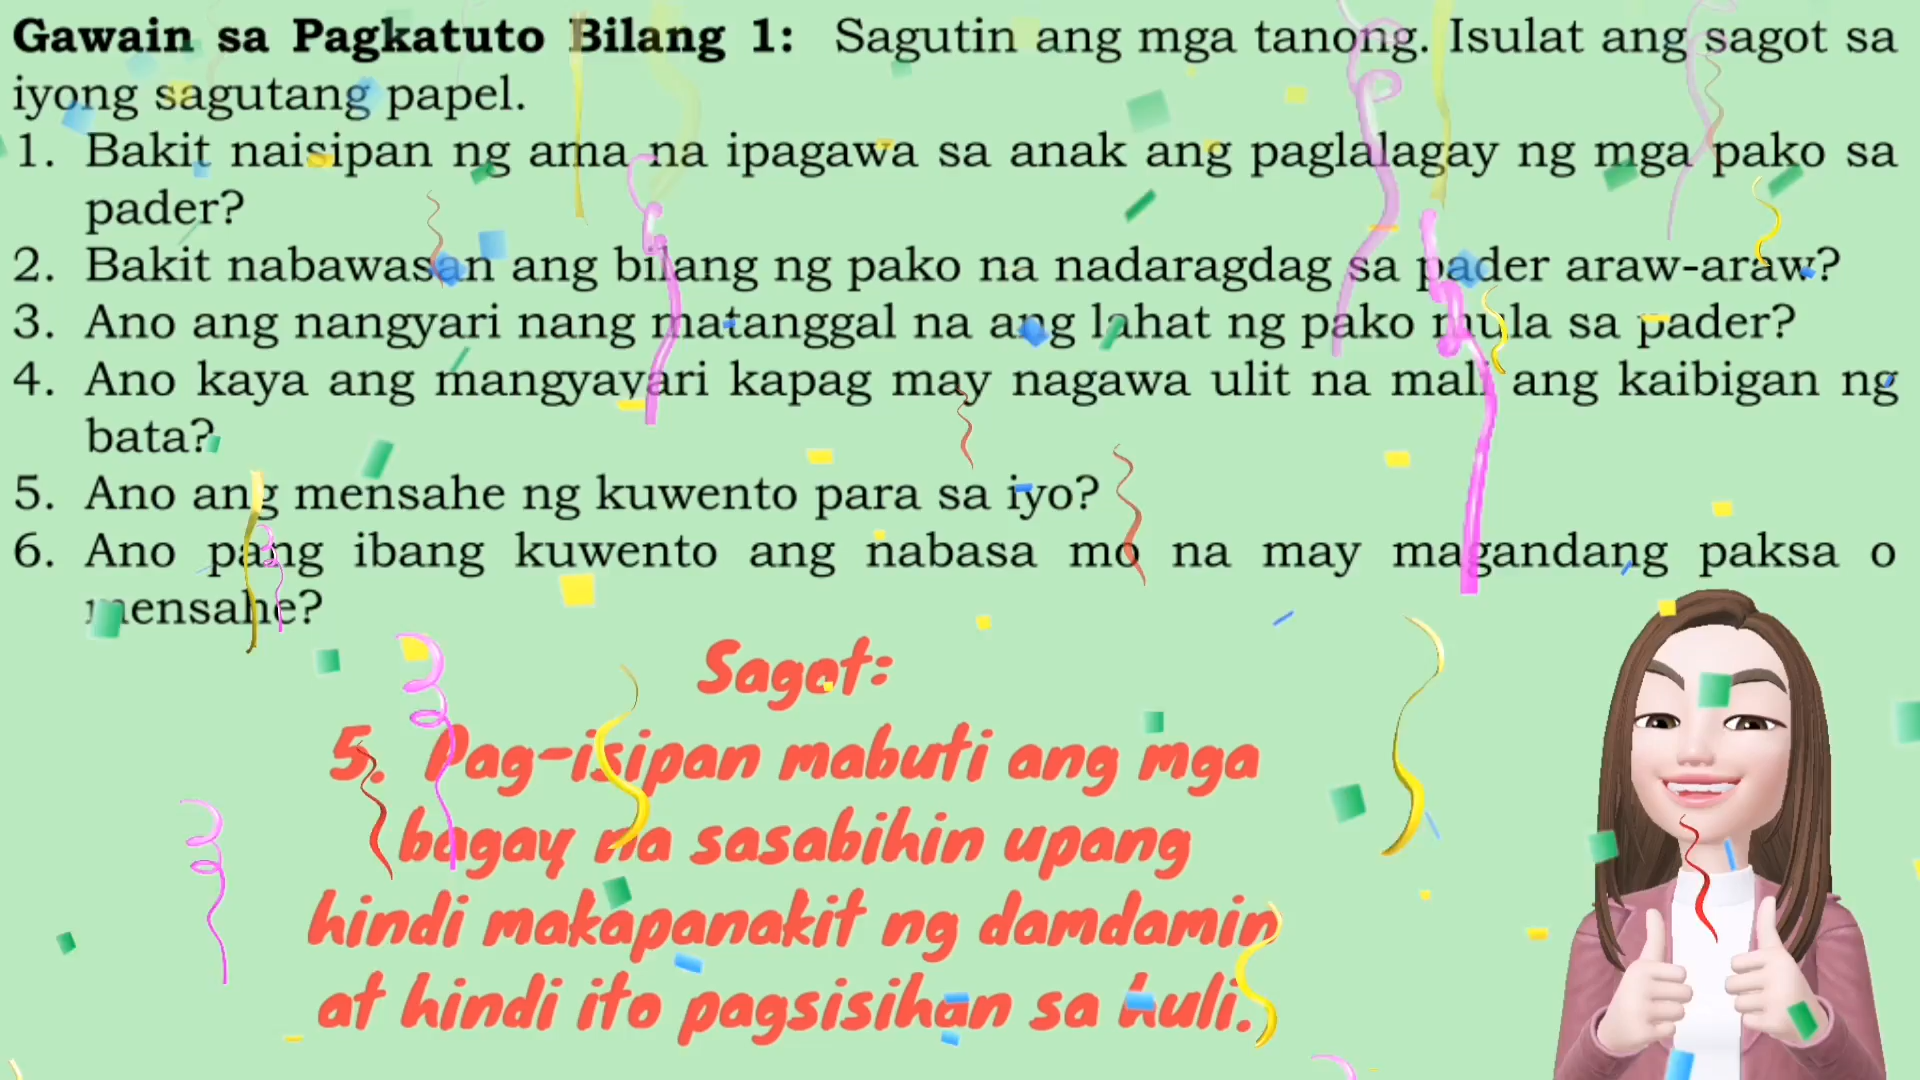 Gawain sa Pagkatuto Bilang 1: Sagutin ang mga tanong. Isulat ang sagot sa
iyong sagutang papel.
1. Bakit naisipan ng ama na ipagawa sa anak ang paglalagay ng mga pako sa
pader?
2. Bakit nabawasan ang bilang ng pako na nadaragdag sa pader araw-araw?
3. Ano ang nangyari nang matanggal na ang lahat ng pako mula sa pader?
4. Ano kaya ang mangyayari kapag may nagawa ulit na mali ang kaibigan ng
bata?
5. Ano ang mensahe ng kuwento para sa iyo?
6. Ano pang ibang kuwento ang nabasa mo na may magandang paksa o
mensahe?
Sagot:
5. Pag-isipan mabuti ang mga
bagay na sasabihin upang
hindi makapanakit ng damdamin
at hindi ito pagsisihan sa huli.